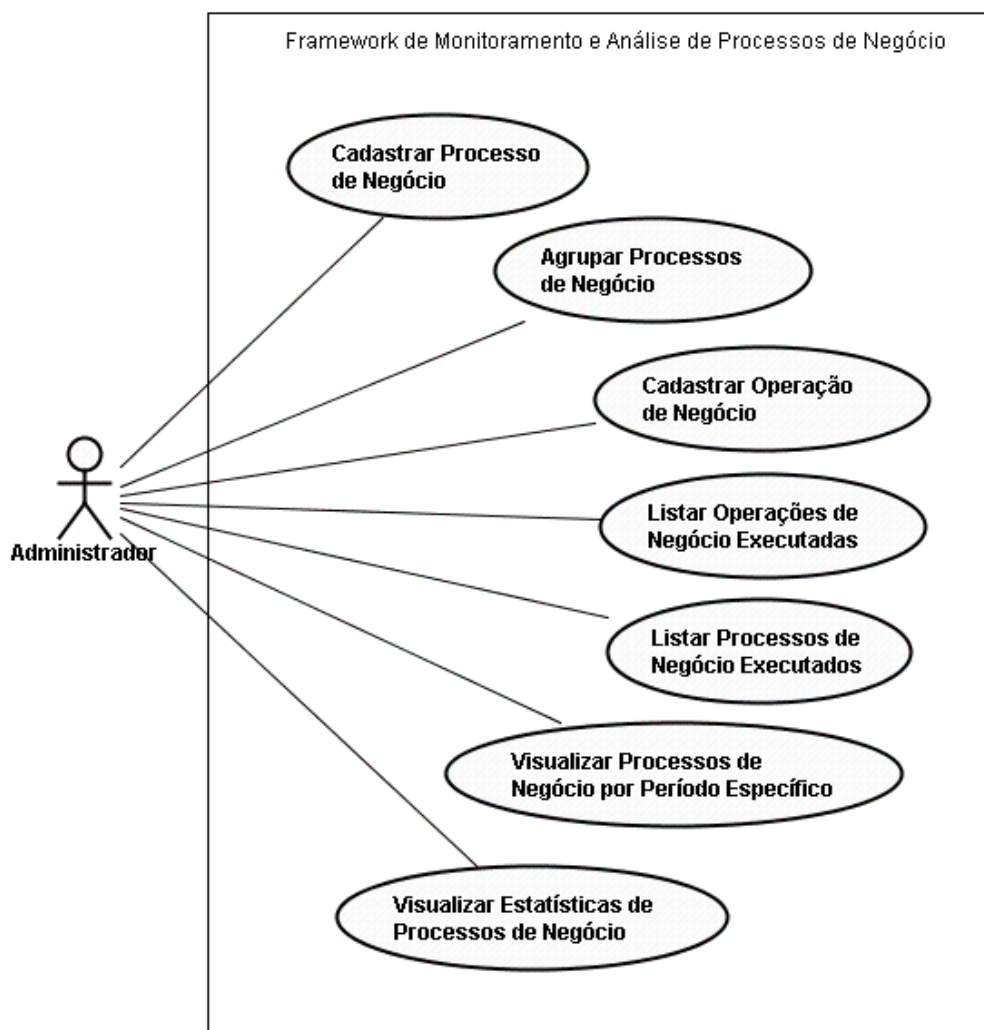 Framework de Monitoramento e Análise de Processos de Negócio
Cadastrar Processo
de Negócio
Agrupar Processos
de Negócio
Cadastrar Operação
de Negócio
Listar Operações de
Negócio Executadas
Administrador
Listar Processos de
Negócio Executados
Visualizar Processos de
Negócio por Período Específico
Visualizar Estatísticas de
Processos de Negócio